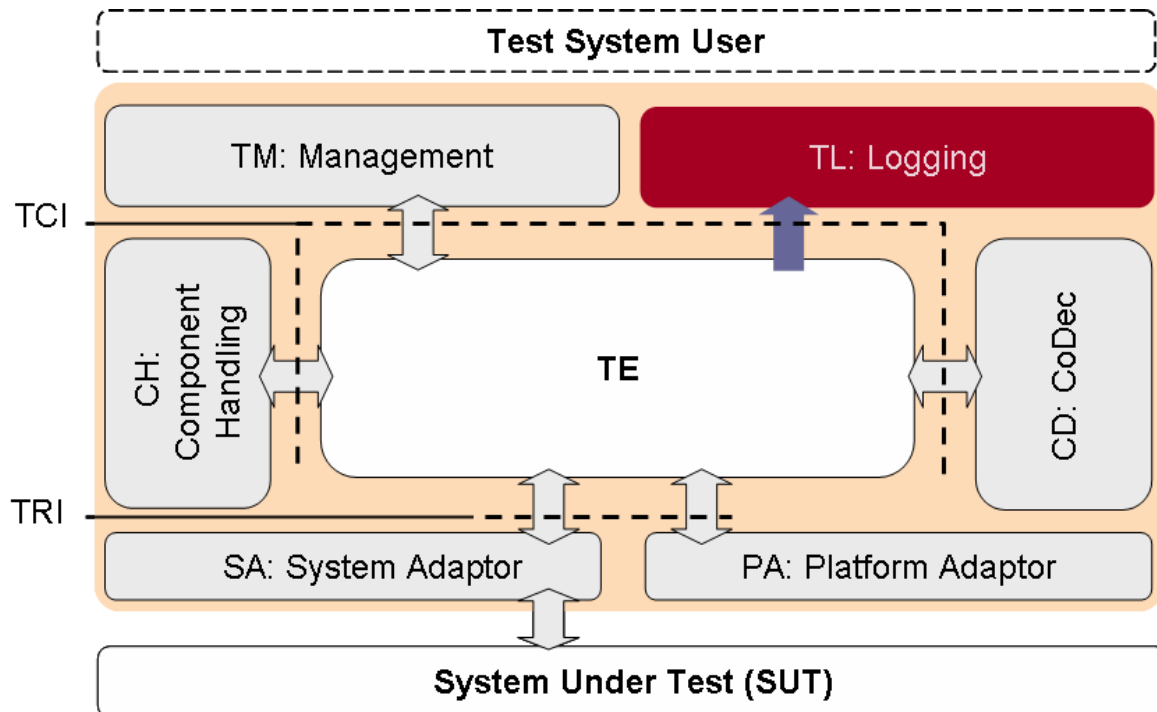 Test System User
TM: Management
TL: Logging
TCI
CH:
Component
Handling
TE
CD: CoDec
TRI
SA: System Adaptor
PA: Platform Adaptor
System Under Test (SUT)